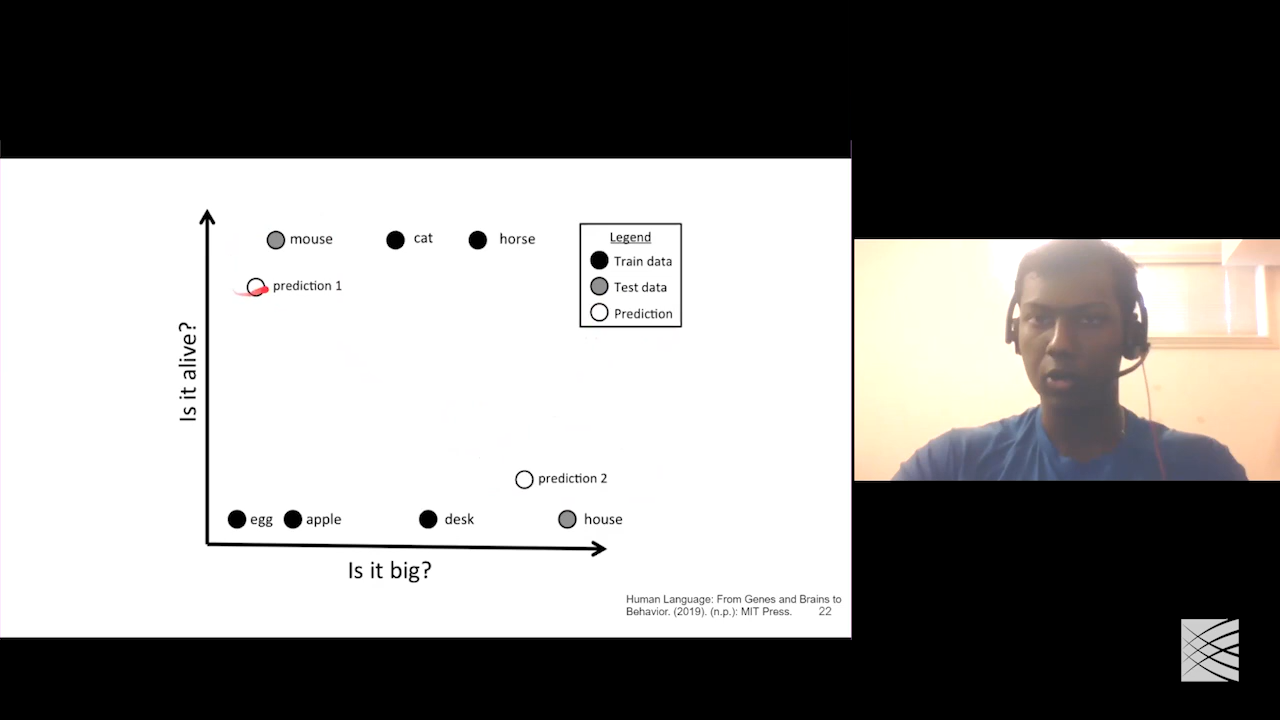 mouse
cat
horse
Legend
Train data
Test data
Prediction
prediction 1
Is it alive?
prediction 2
egg
apple
desk
house
Is it big?
Human Language: From Genes and Brains to
Behavior. (2019). (n.p.): MIT Press.
22